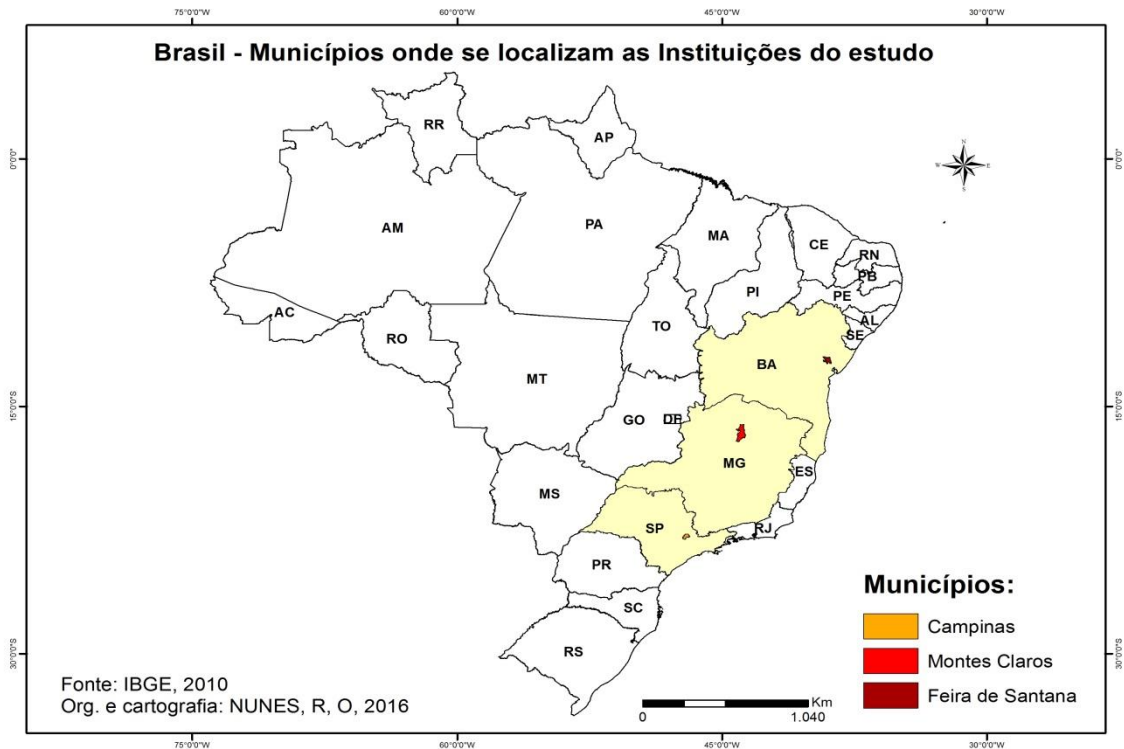 75°0'0"W 60°0'0"W 45°0'0"W 30°0'0"W
Brasil - Municípios onde se localizam as Instituições do estudo
RR
AP
N
W E
S
0°0'0" 0°0'0"
AM
PA
MA
CE
RN
PB
PI
PE
AC
AL
TO
SE
RO
BA
MT
15°0'0"S 15°0'0"S
GO
DF
MG
ES
MS
SP
RJ
PR
SC
RS
Municípios:
Campinas
Montes Claros
Feira de Santana
30°0'0"S 30°0'0"S
Fonte: IBGE, 2010
Org. e cartografia: NUNES, R, O, 2016
Km
0 1.040
75°0'0"W 60°0'0"W 45°0'0"W 30°0'0"W